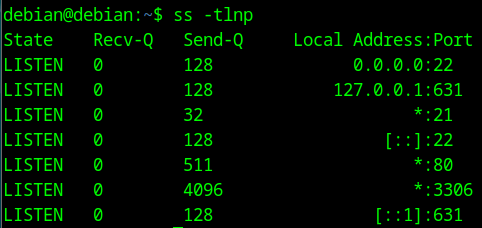 debian@debian:~$ ss -tlnp
State Recv-Q Send-Q Local Address:Port
LISTEN 0 128 0.0.0.0:22
LISTEN 0 128 127.0.0.1:631
LISTEN 0 32 *:21
LISTEN 0 128 [::]:22
LISTEN 0 511 *:80
LISTEN 0 4096 *:3306
LISTEN 0 128 [::1]:631